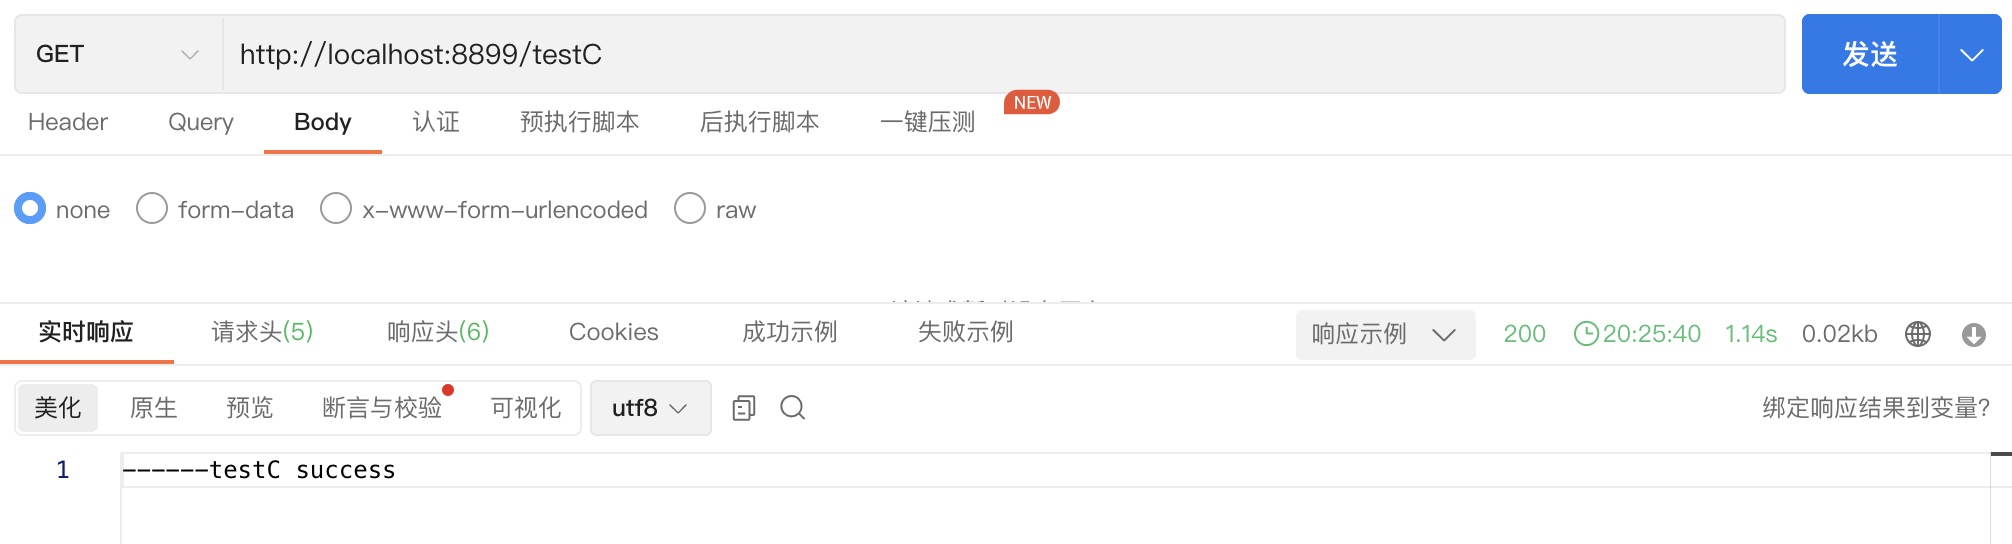 GET http://localhost:8899/testC 发送
Header Query Body 认证 预执行脚本 后执行脚本 一键压测 NEW
none form-data x-www-form-urlencoded raw
实时响应 请求头(5) 响应头(6) Cookies 成功示例 失败示例 响应示例 200 20:25:40 1.14s 0.02kb
美化 原生 预览 断言与校验 可视化 utf8 绑定响应结果到变量?
1 ------testC success